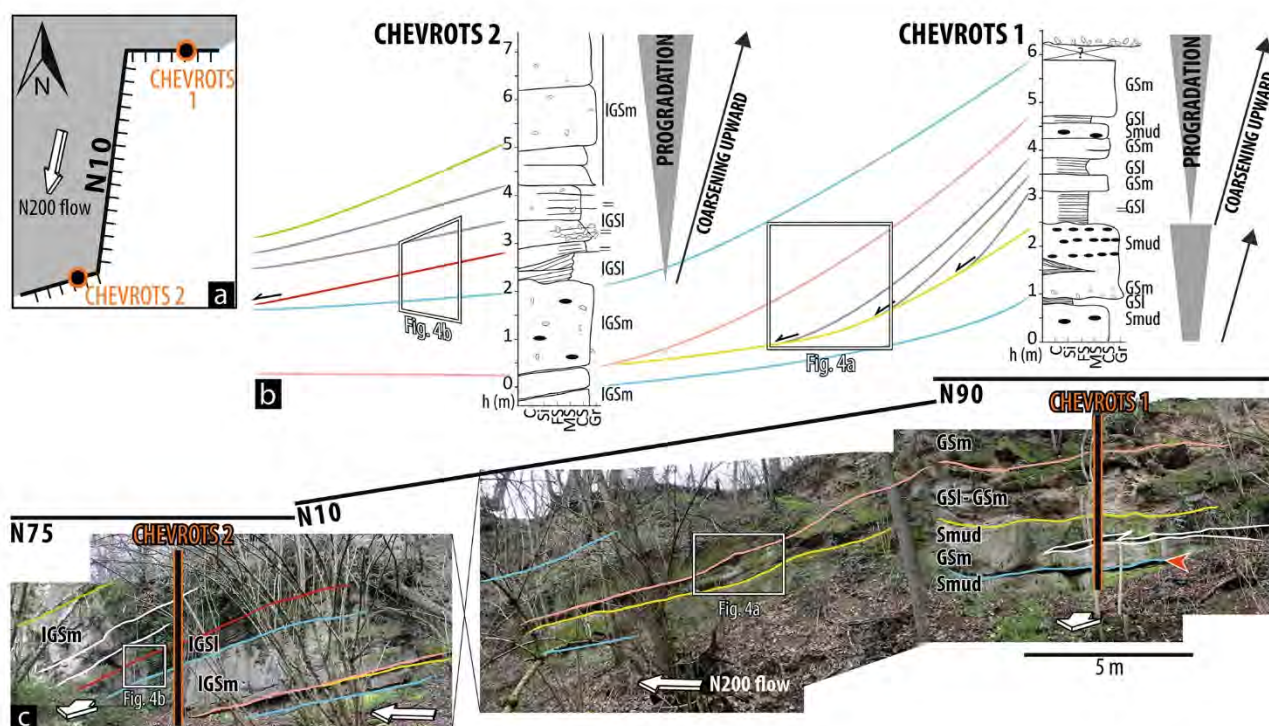 N
CHEVROTS
1
N10
N200 flow
CHEVROTS 2
a
CHEVROTS 2
7
6
5
4
3
2
1
0
h (m)
C
SI
FS
MS
CS
Gr
IGSm
IGSl
IGSl
IGSm
IGSm
PROGRADATION
COARSENING UPWARD
Fig. 4b
b
CHEVROTS 1
6
5
4
3
2
1
0
h (m)
C
SI
FS
MS
CS
Gr
?
GSm
GSl
Smud
GSm
GSl
GSm
GSl
Smud
GSm
GSl
Smud
PROGRADATION
COARSENING UPWARD
Fig. 4a
N90
CHEVROTS 1
GSm
GSl-GSm
Smud
GSm
Smud
5 m
N10
Fig. 4a
N200 flow
N75
CHEVROTS 2
IGSm
IGSl
IGSm
Fig. 4b
c